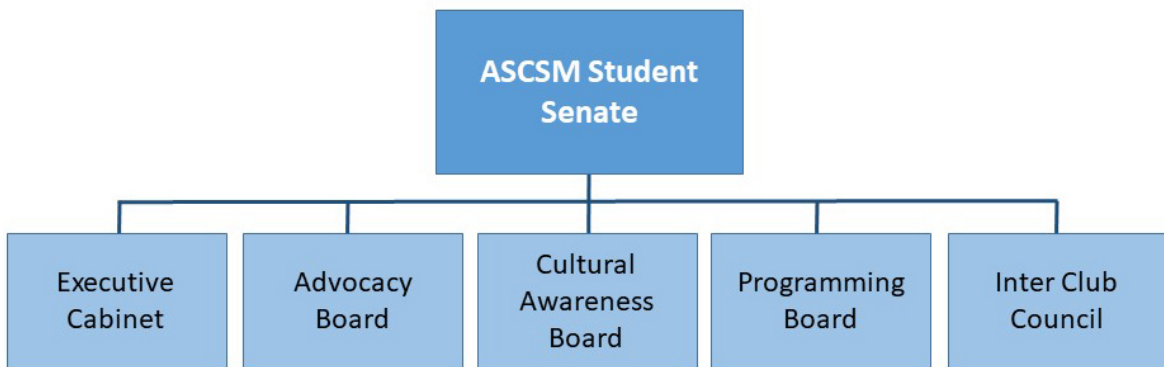 ASCSM Student
Senate
Executive
Cabinet
Advocacy
Board
Cultural
Awareness
Board
Programming
Board
Inter Club
Council